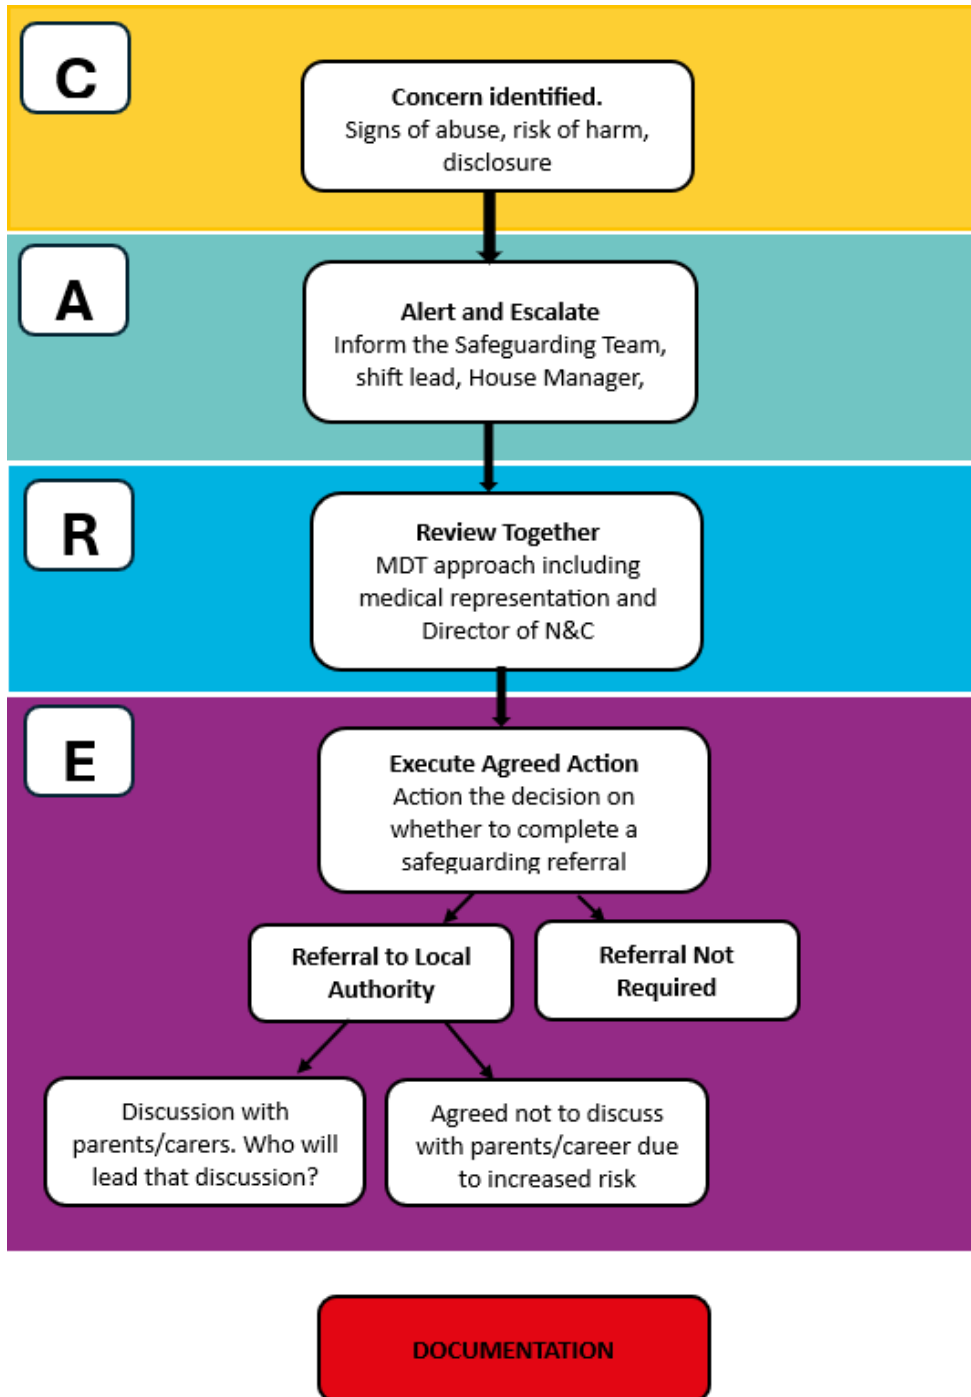 C
Concern identified.
Signs of abuse, risk of harm,
disclosure
A
Alert and Escalate
Inform the Safeguarding Team,
shift lead, House Manager,
R
Review Together
MDT approach including
medical representation and
Director of N&C
E
Execute Agreed Action
Action the decision on
whether to complete a
safeguarding referral
Referral to Local
Authority
Referral Not
Required
Discussion with
parents/carers. Who will
lead that discussion?
Agreed not to discuss
with parents/career due
to increased risk
DOCUMENTATION